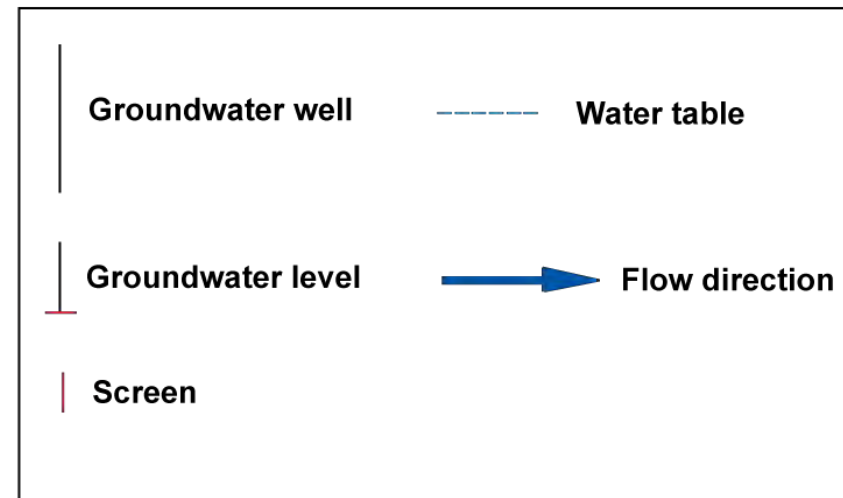 Groundwater well
Water table
Groundwater level
Flow direction
Screen